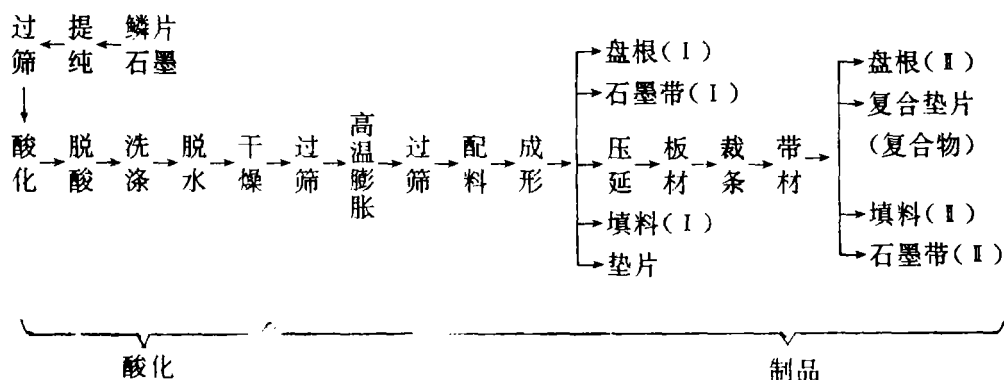 过筛←提纯←鳞片石墨
↓
酸化→脱酸→洗涤→脱水→干燥→过筛→高温膨胀→过筛→配料→成形→
→盘根(Ⅰ)
→石墨带(Ⅰ)
→压延→板材→裁条→带材→
→填料(Ⅰ)
→垫片
→盘根(Ⅱ)
→复合垫片
(复合物)
→填料(Ⅱ)
→石墨带(Ⅱ)
酸化
制品